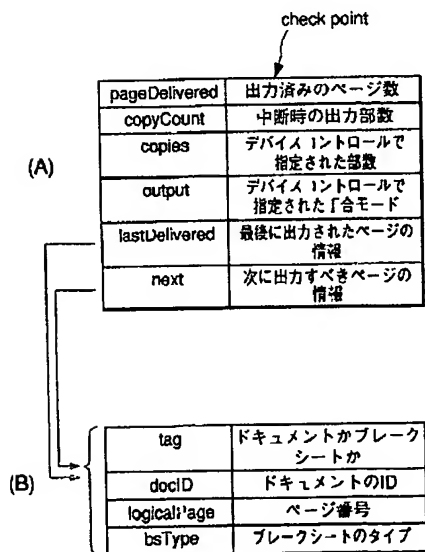 check point
(A)
pageDelivered 出力済みのページ数
copyCount 中断時の出力部数
copies デバイスコントロールで
指定された部数
output デバイスコントロールで
指定された丁合モード
lastDelivered 最後に出力されたページの
情報
next 次に出力すべきページの
情報
(B)
tag ドキュメントかブレーク
シートか
docID ドキュメントのID
logicalPage ページ番号
bsType ブレークシートのタイプ